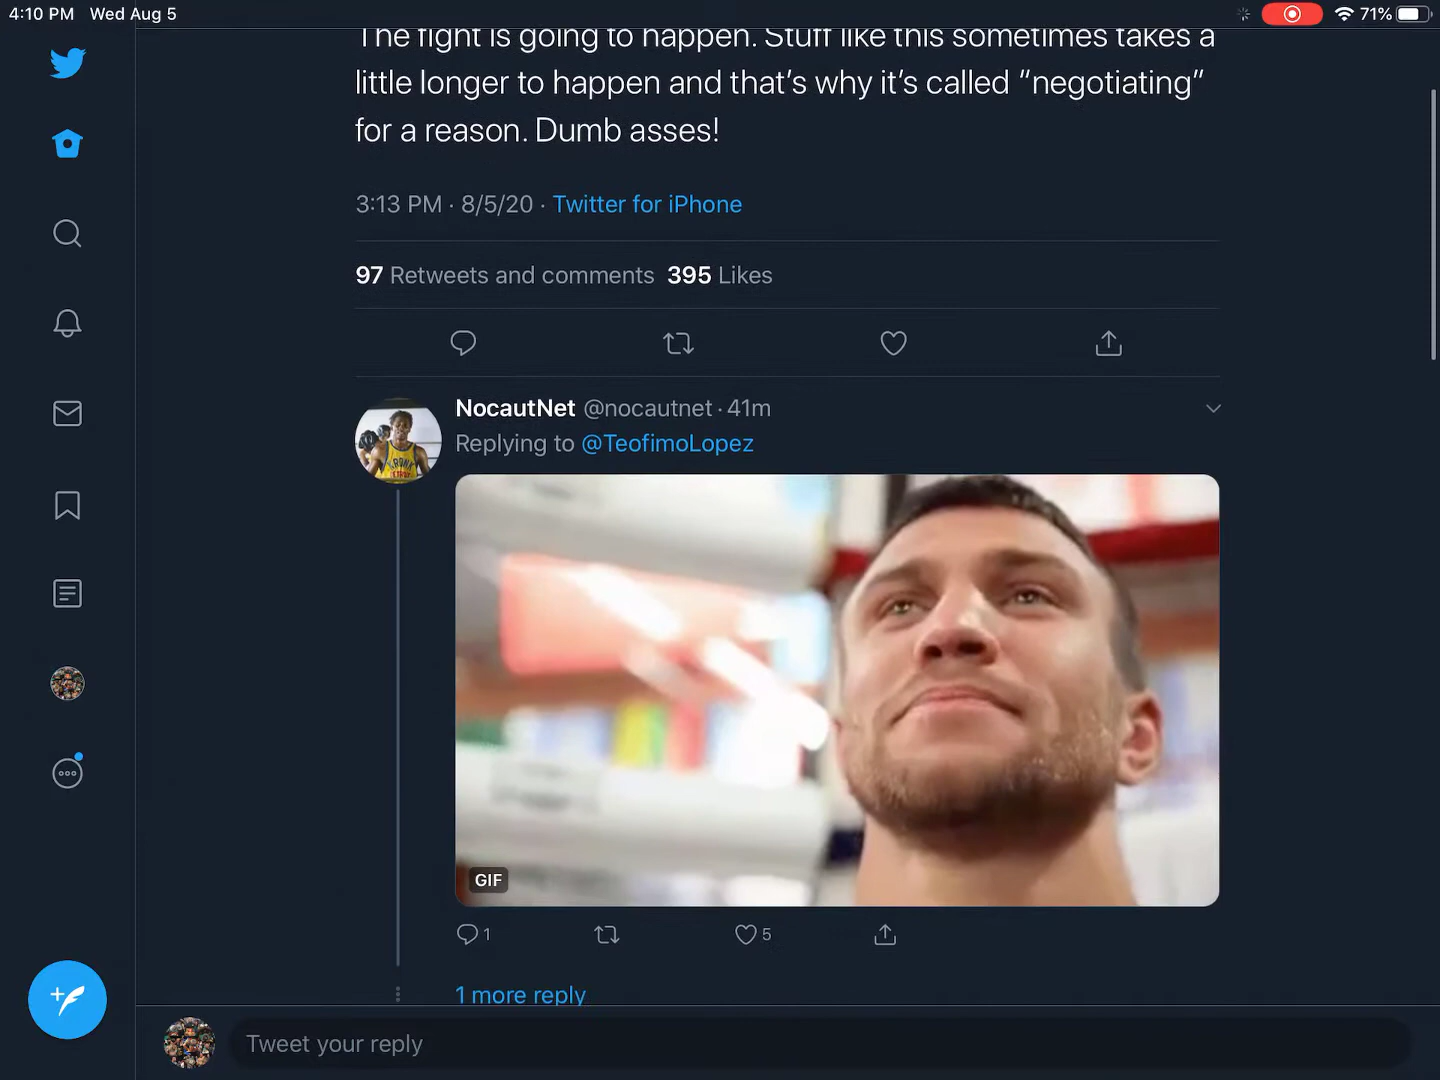 4:10 PM Wed Aug 5
71%
The fight is going to happen. Stuff like this sometimes takes a
little longer to happen and that’s why it’s called “negotiating”
for a reason. Dumb asses!
3:13 PM · 8/5/20 · Twitter for iPhone
97 Retweets and comments 395 Likes
NocautNet @nocautnet · 41m
Replying to @TeofimoLopez
KRONK
GIF
1
5
1 more reply
Tweet your reply